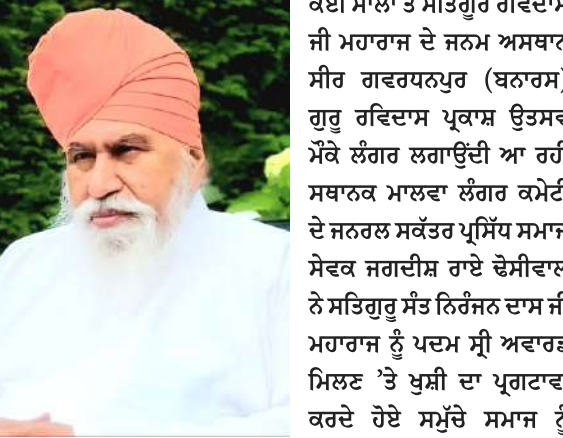 ਕਈ ਸਾਲਾਂ ਤੋਂ ਸਤਿਗੁਰੂ ਰਵਿਦਾਸ
ਜੀ ਮਹਾਰਾਜ ਦੇ ਜਨਮ ਅਸਥਾਨ
ਸੀਰ ਗਵਰਧਨਪੁਰ (ਬਨਾਰਸ)
ਗੁਰੂ ਰਵਿਦਾਸ ਪ੍ਰਕਾਸ਼ ਉਤਸਵ
ਮੌਕੇ ਲੰਗਰ ਲਗਾਉਂਦੀ ਆ ਰਹੀ
ਸਥਾਨਕ ਮਾਲਵਾ ਲੰਗਰ ਕਮੇਟੀ
ਦੇ ਜਨਰਲ ਸਕੱਤਰ ਪ੍ਰਸਿੱਧ ਸਮਾਜ
ਸੇਵਕ ਜਗਦੀਸ਼ ਰਾਏ ਢੋਸੀਵਾਲ
ਨੇ ਸਤਿਗੁਰੂ ਸੰਤ ਨਿਰੰਜਨ ਦਾਸ ਜੀ
ਮਹਾਰਾਜ ਨੂੰ ਪਦਮ ਸ੍ਰੀ ਅਵਾਰਡ
ਮਿਲਣ ’ਤੇ ਖੁਸ਼ੀ ਦਾ ਪ੍ਰਗਟਾਵਾ
ਕਰਦੇ ਹੋਏ ਸਮੁੱਚੇ ਸਮਾਜ ਨੂੰ